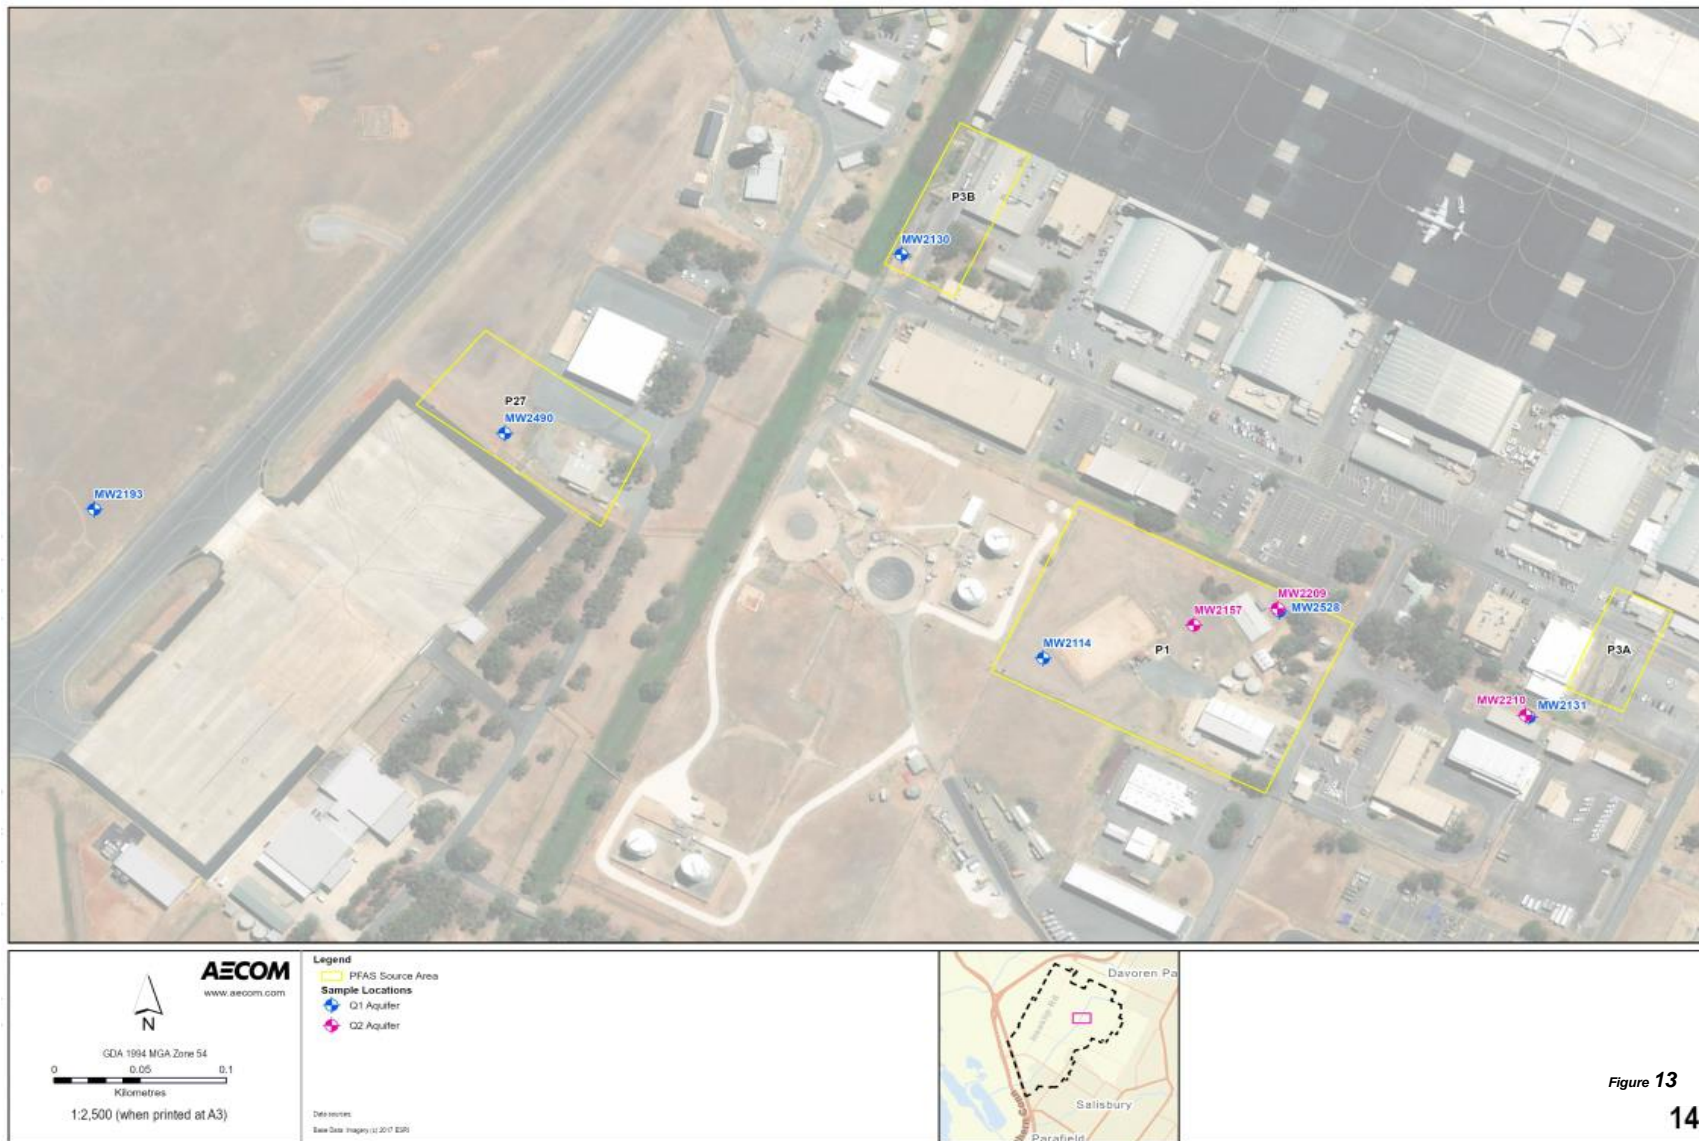 P3B
MW2130
P27
MW2490
MW2193
MW2209
MW2157
MW2528
MW2114
P1
P3A
MW2210
MW2131
AECOM
www.aecom.com
N
GDA 1994 MGA Zone 54
0 0.05 0.1
Kilometres
1:2,500 (when printed at A3)
Legend
PFAS Source Area
Sample Locations
Q1 Aquifer
Q2 Aquifer
Data sources:
Base Data: Imagery (c) 2017 ESRI
Davoren Pa
Salisbury
Parafield
Figure 13
14